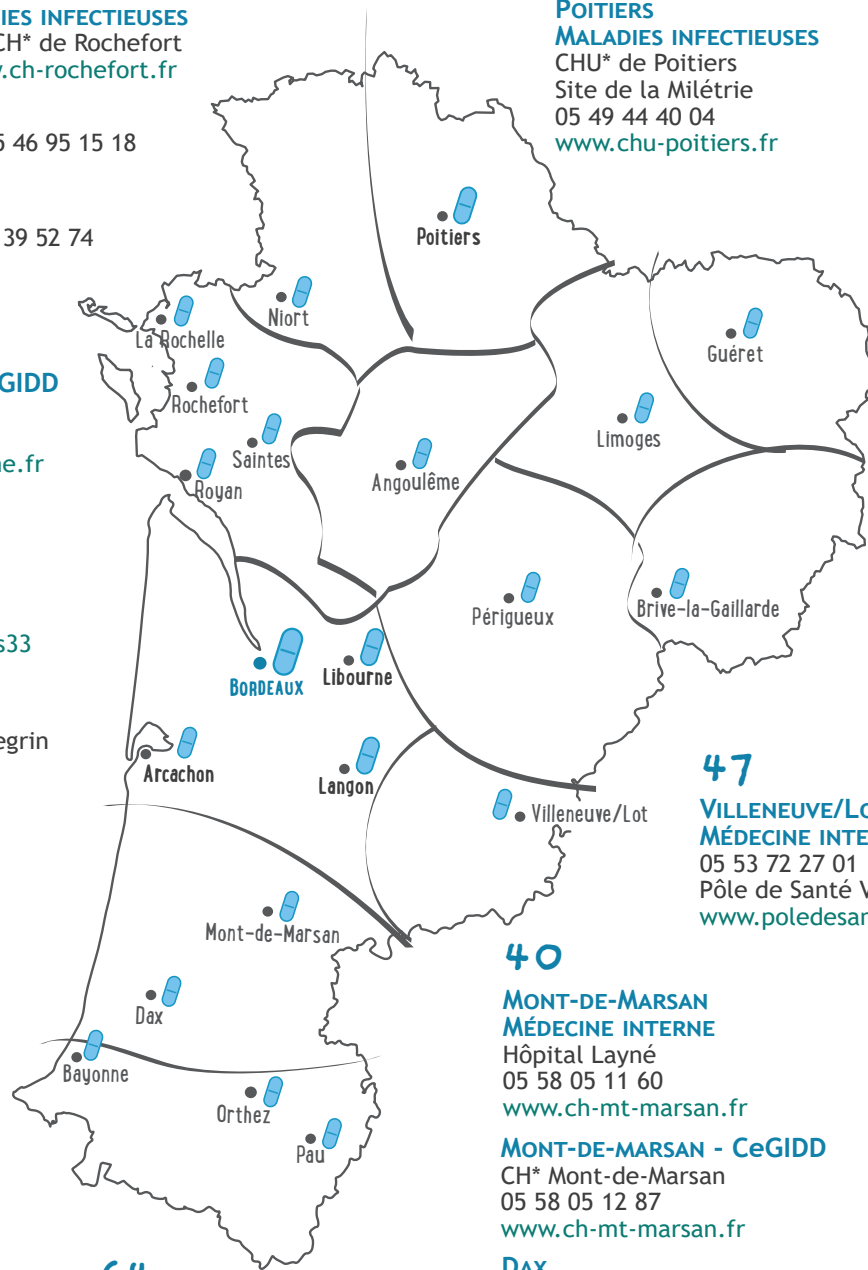 IES INFECTIEUSES
CH* de Rochefort
.ch-rochefort.fr
46 95 15 18
39 52 74
GIDD
e.fr
s33
egrin
POITIERS
MALADIES INFECTIEUSES
CHU* de Poitiers
Site de la Milétrie
05 49 44 40 04
www.chu-poitiers.fr
Poitiers
Niort
La Rochelle
Guéret
Rochefort
Limoges
Saintes
Angoulême
Royan
Périgueux
Brive-la-Gaillarde
BORDEAUX
Libourne
Arcachon
Langon
Villeneuve/Lot
Mont-de-Marsan
Dax
Bayonne
Orthez
Pau
47
VILLENEUVE/LO
MÉDECINE INTE
05 53 72 27 01
Pôle de Santé V
www.poledesan
40
MONT-DE-MARSAN
MÉDECINE INTERNE
Hôpital Layné
05 58 05 11 60
www.ch-mt-marsan.fr
MONT-DE-MARSAN - CeGIDD
CH* Mont-de-Marsan
05 58 05 12 87
www.ch-mt-marsan.fr
DAX
64